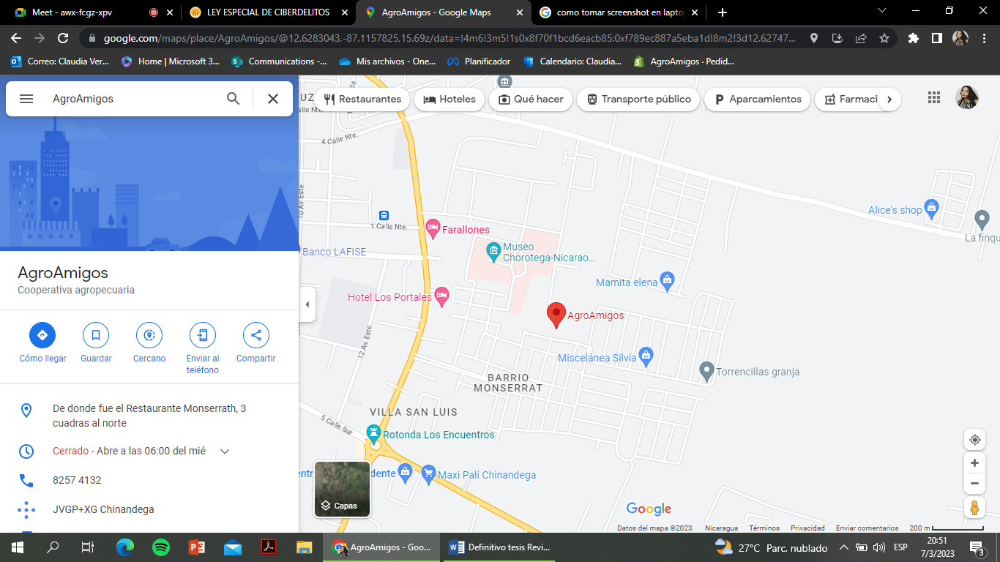 Meet - awx-fcgz-xpv
LEY ESPECIAL DE CIBERDELITOS
AgroAmigos - Google Maps
como tomar screenshot en lapto
google.com/maps/place/AgroAmigos/@12.6283043,-87.1157825,15.69z/data=!4m6!3m5!1s0x8f70f1bcd6eacb85:0xf789ec887a5eba1d!8m2!3d12.62747...
Correo: Claudia Ver...
Home | Microsoft 3...
Communications -...
Mis archivos - One...
Planificador
Calendario: Claudia...
AgroAmigos · Pedid...
AgroAmigos
Restaurantes
Hoteles
Qué hacer
Transporte público
Aparcamientos
Farmaci
UZ
alle Nte.
4 Calle Nte.
10 Av Este
1 Calle Nte.
Farallones
Alice's shop
La finqu
Museo
Chorotega-Nicarao...
Banco LAFISE
Mamita elena
Hotel Los Portales
AgroAmigos
12 Av Este
Miscelánea Silvia
Torrencillas granja
BARRIO
MONSERRAT
VILLA SAN LUIS
5 Calle Sur
Rotonda Los Encuentros
entr
dente
Maxi Palí Chinandega
AgroAmigos
Cooperativa agropecuaria
Cómo llegar
Guardar
Cercano
Enviar al
teléfono
Compartir
De donde fue el Restaurante Monserrath, 3
cuadras al norte
Cerrado · Abre a las 06:00 del mié
8257 4132
JVGP+XG Chinandega
Capas
Google
Datos del mapa ©2023
Nicaragua
Términos
Privacidad
Enviar comentarios
200 m
AgroAmigos - Goo...
Definitivo tesis Revi...
27°C Parc. nublado
ESP
20:51
7/3/2023
3